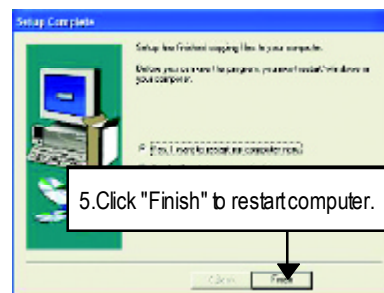 Setup Complete
Setup has finished copying files to your computer.
Before you can use the program, you must restart Windows or
your computer.
Yes, I want to restart my computer now.
5.Click "Finish" to restart computer.
Finish